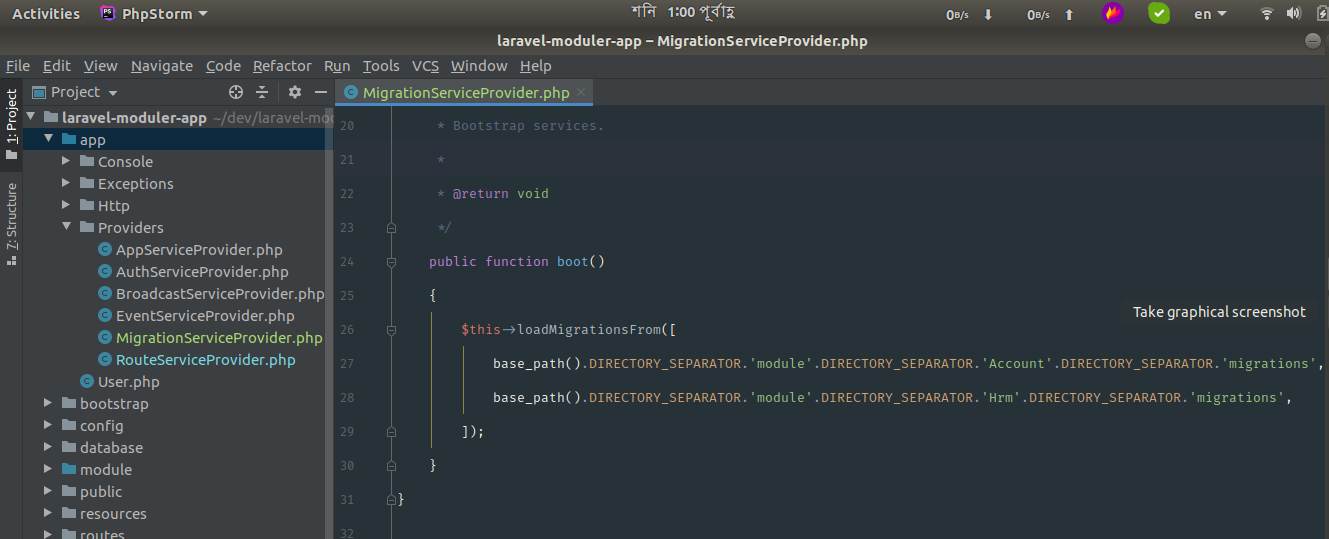 Activities PhpStorm শনি 1:00 পূর্বাহ্ণ 0B/s 0B/s en
laravel-moduler-app – MigrationServiceProvider.php
File Edit View Navigate Code Refactor Run Tools VCS Window Help
1: Project
7: Structure
Project
laravel-moduler-app ~/dev/laravel-mod
app
Console
Exceptions
Http
Providers
AppServiceProvider.php
AuthServiceProvider.php
BroadcastServiceProvider.php
EventServiceProvider.php
MigrationServiceProvider.php
RouteServiceProvider.php
User.php
bootstrap
config
database
module
public
resources
routes
MigrationServiceProvider.php
20 * Bootstrap services.
21 *
22 * @return void
23 */
24 public function boot()
25 {
26 $this->loadMigrationsFrom([
27 base_path().DIRECTORY_SEPARATOR.'module'.DIRECTORY_SEPARATOR.'Account'.DIRECTORY_SEPARATOR.'migrations',
28 base_path().DIRECTORY_SEPARATOR.'module'.DIRECTORY_SEPARATOR.'Hrm'.DIRECTORY_SEPARATOR.'migrations',
29 ]);
30 }
31 }
32
Take graphical screenshot